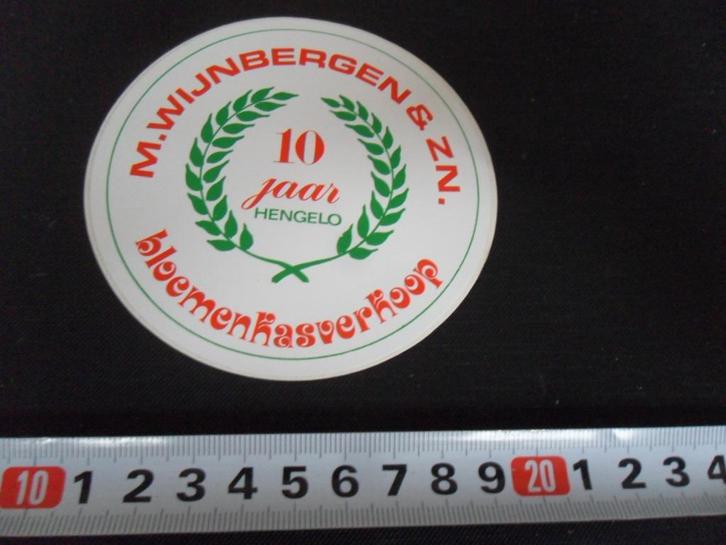 M.WIJNBERGEN & ZN.
10
jaar
HENGELO
bloemenkasverkoop
10 1 2 3 4 5 6 7 8 9 20 1 2 3 4